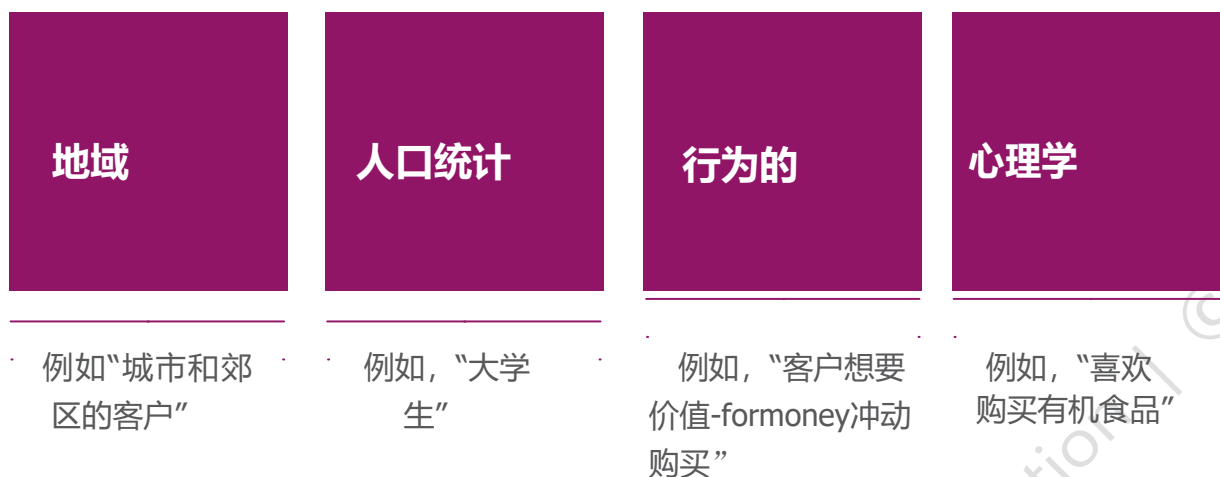 地域
人口统计
行为的
心理学
例如“城市和郊
区的客户”
例如，“大学
生”
例如，“客户想要
价值-formoney冲动
购买”
例如，“喜欢
购买有机食品”
tion | ©